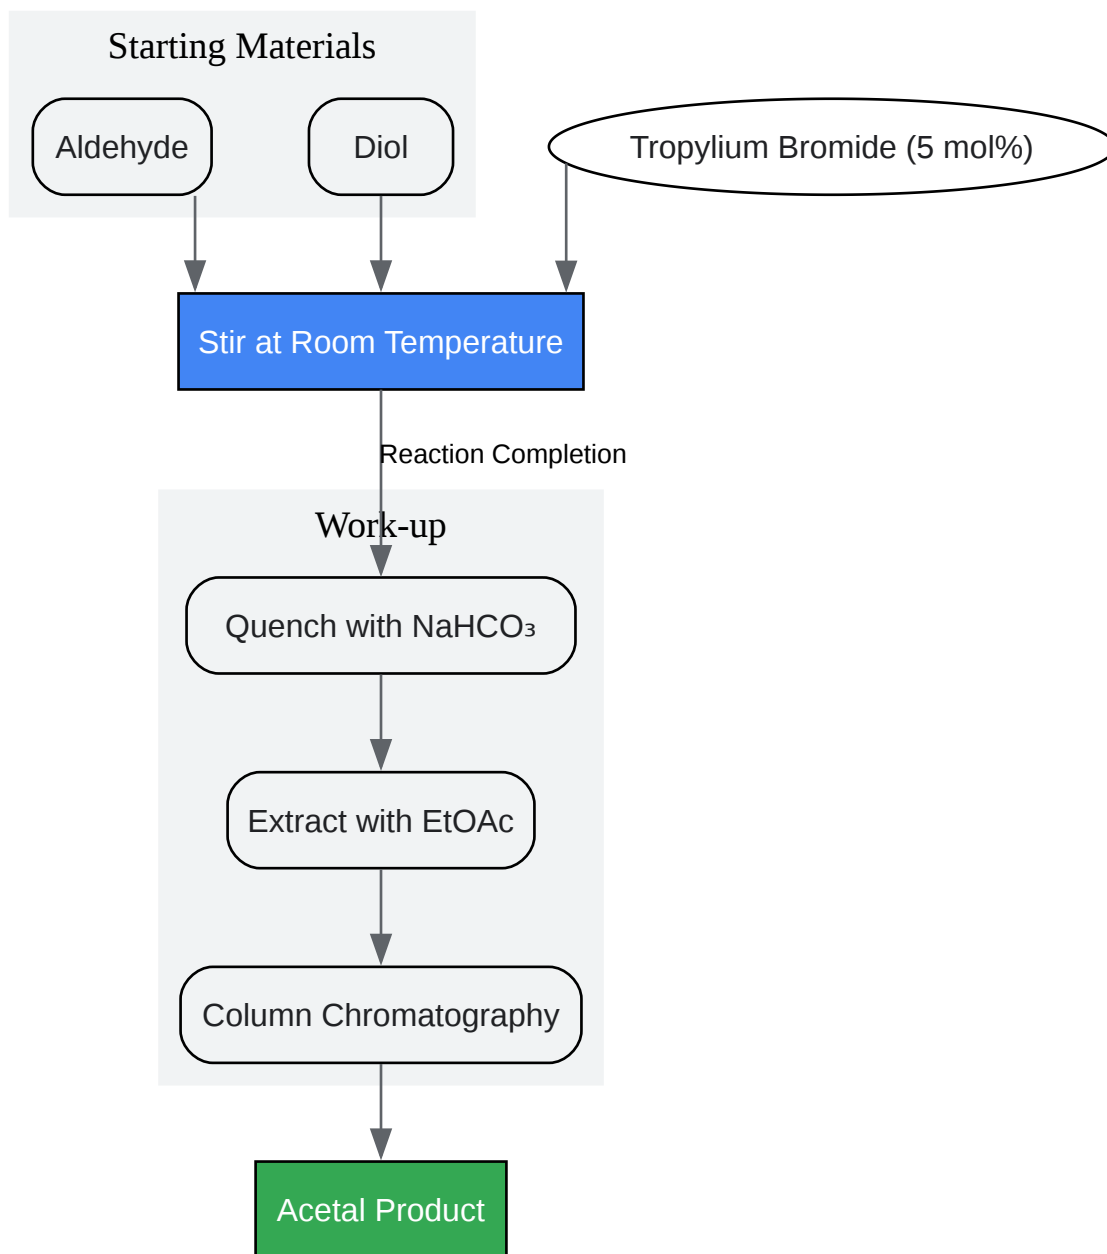 Starting Materials
Aldehyde
Diol
Tropylium Bromide (5 mol%)
Stir at Room Temperature
Reaction Completion
Work-up
Quench with NaHCO₃
Extract with EtOAc
Column Chromatography
Acetal Product